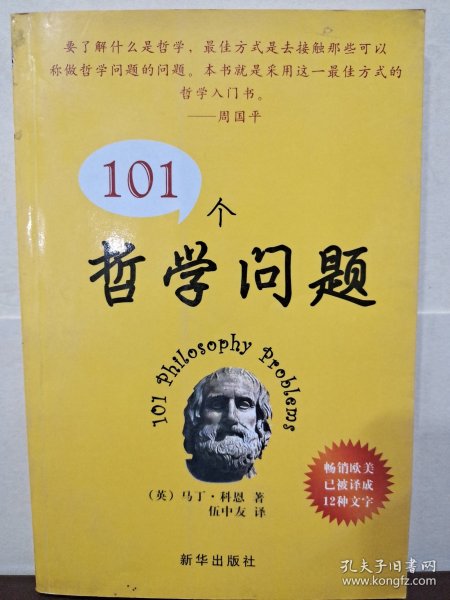 要了解什么是哲学，最佳方式是去接触那些可以
称做哲学问题的问题。本书就是采用这一最佳方式的
哲学入门书。
——周国平
101
个
哲学问题
101 Philosophy Problems
畅销欧美
已被译成
12种文字
（英）马丁·科恩 著
伍中友 译
新华出版社
孔夫子旧书网
www.kongfz.com